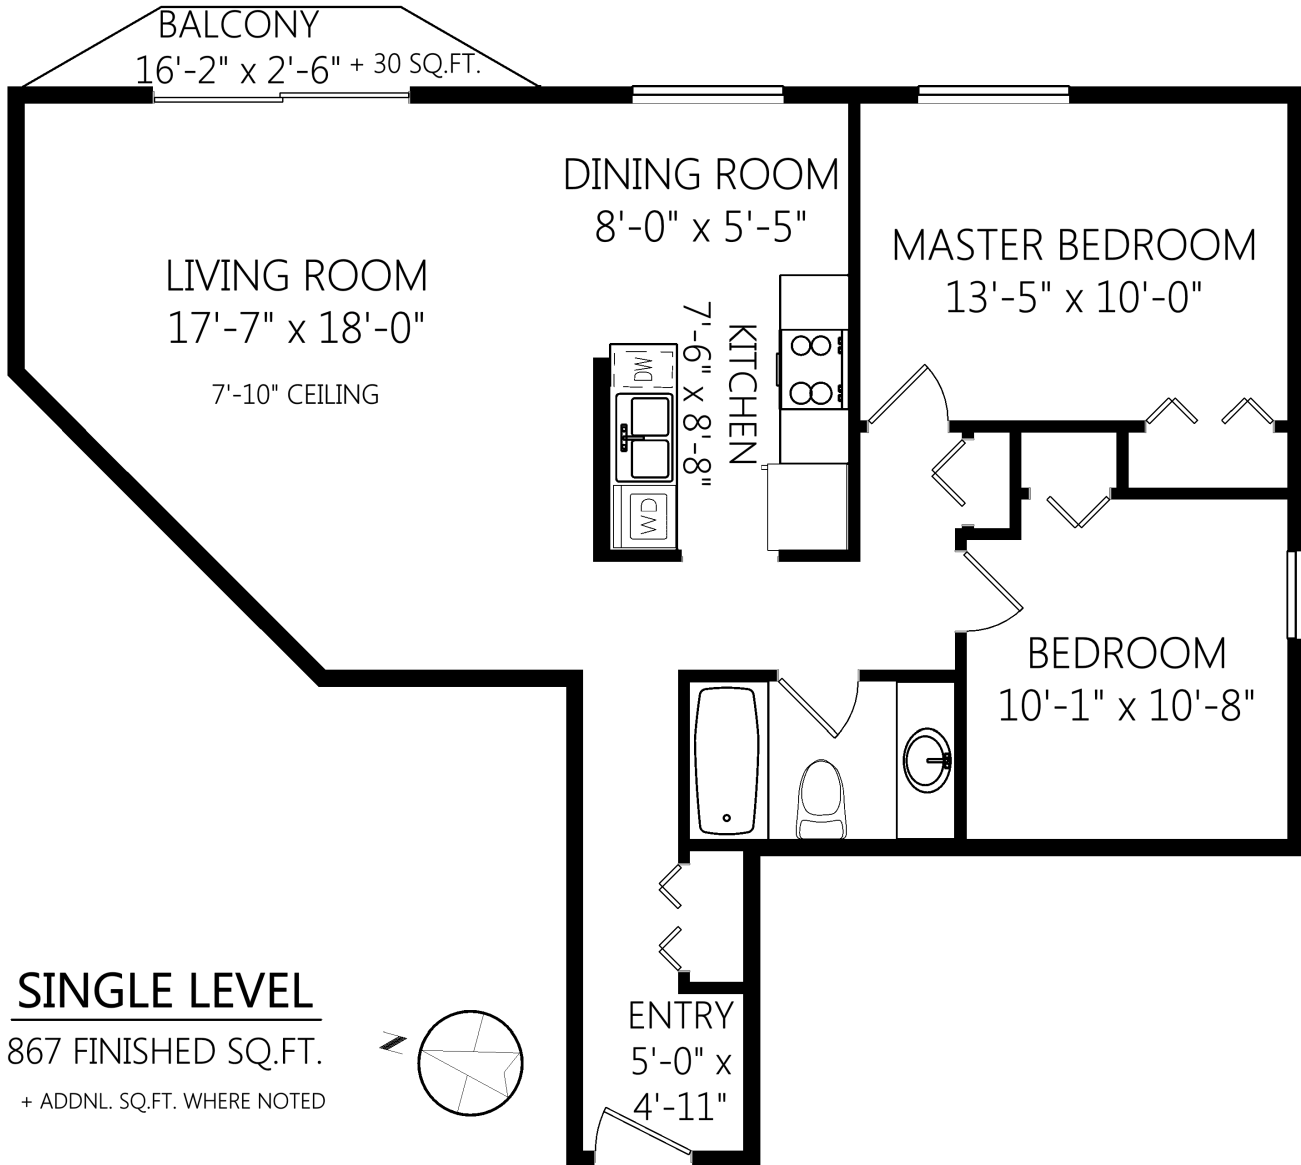 BALCONY
16'-2" x 2'-6" + 30 SQ.FT.
DINING ROOM
8'-0" x 5'-5"
MASTER BEDROOM
13'-5" x 10'-0"
LIVING ROOM
17'-7" x 18'-0"
7'-10" CEILING
KITCHEN
7'-6" x 8'-8"
DW
WD
BEDROOM
10'-1" x 10'-8"
ENTRY
5'-0" x
4'-11"
SINGLE LEVEL
867 FINISHED SQ.FT.
+ ADDNL. SQ.FT. WHERE NOTED
N